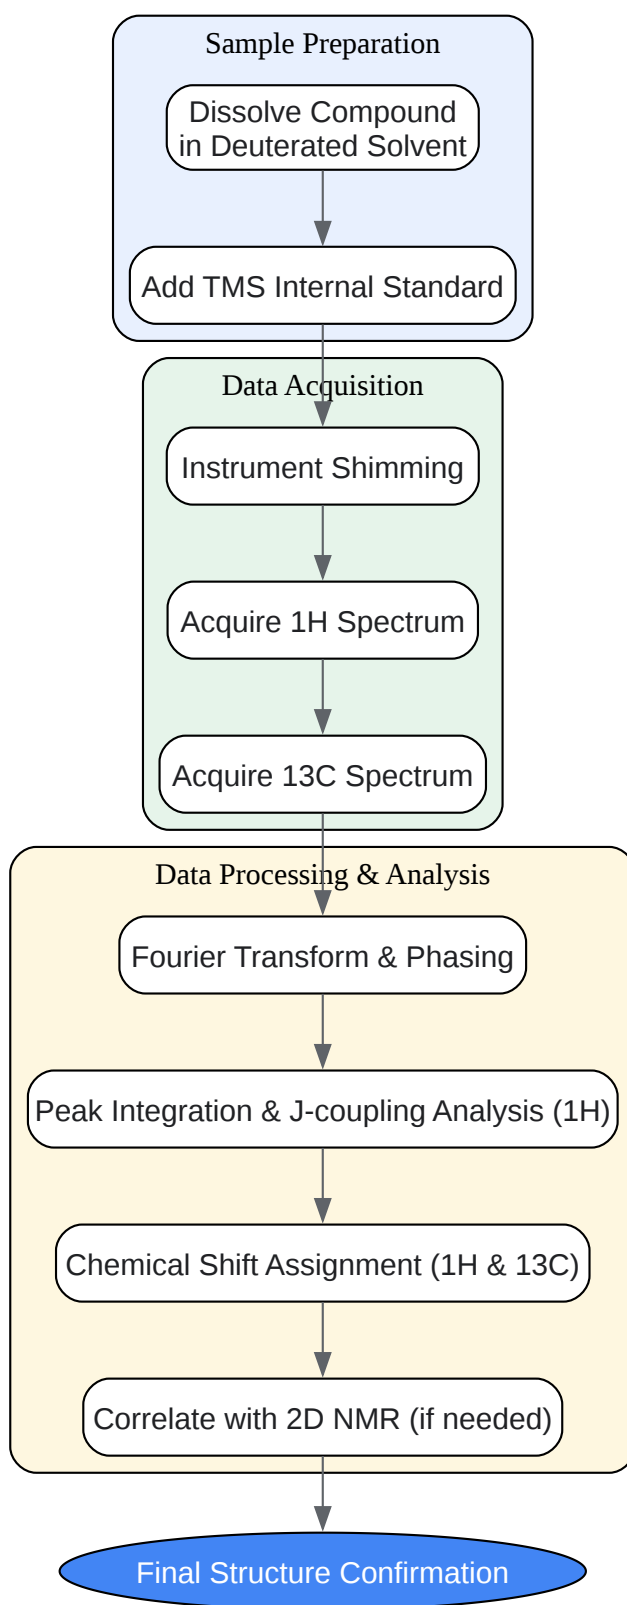 Sample Preparation
Dissolve Compound
in Deuterated Solvent
Add TMS Internal Standard
Data Acquisition
Instrument Shimming
Acquire 1H Spectrum
Acquire 13C Spectrum
Data Processing & Analysis
Fourier Transform & Phasing
Peak Integration & J-coupling Analysis (1H)
Chemical Shift Assignment (1H & 13C)
Correlate with 2D NMR (if needed)
Final Structure Confirmation